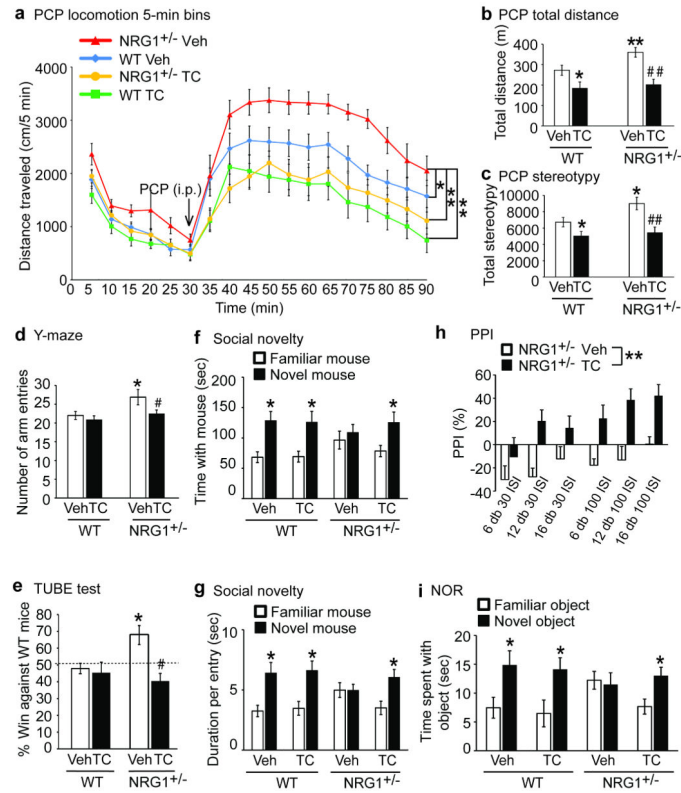 a PCP locomotion 5-min bins
NRG1+/- Veh
WT Veh
NRG1+/- TC
WT TC
Distance traveled (cm/5 min)
4000
3000
2000
1000
0
PCP (i.p.)
*
**
**
0 5 10 15 20 25 30 35 40 45 50 55 60 65 70 75 80 85 90
Time (min)
b PCP total distance
Total distance (m)
400
300
200
100
0
* ** ##
Veh TC Veh TC
WT NRG1+/-
c PCP stereotypy
Total stereotypy
10000
8000
6000
4000
2000
0
* * ##
Veh TC Veh TC
WT NRG1+/-
d Y-maze
Number of arm entries
30
25
20
15
10
5
0
* #
VehTC VehTC
WT NRG1+/-
e TUBE test
% Win against WT mice
80
70
60
50
40
30
20
10
0
* #
VehTC VehTC
WT NRG1+/-
f Social novelty
Familiar mouse
Novel mouse
Time with mouse (sec)
200
150
100
50
0
* * *
Veh TC Veh TC
WT NRG1+/-
g Social novelty
Familiar mouse
Novel mouse
Duration per entry (sec)
10
5
0
* * *
Veh TC Veh TC
WT NRG1+/-
h PPI
NRG1+/- Veh
NRG1+/- TC
**
PPI (%)
60
40
20
0
-20
-40
6 db 30 ISI
12 db 30 ISI
16 db 30 ISI
6 db 100 ISI
12 db 100 ISI
16 db 100 ISI
i NOR
Familiar object
Novel object
Time spent with
object (sec)
20
15
10
5
0
* * *
Veh TC Veh TC
WT NRG1+/-